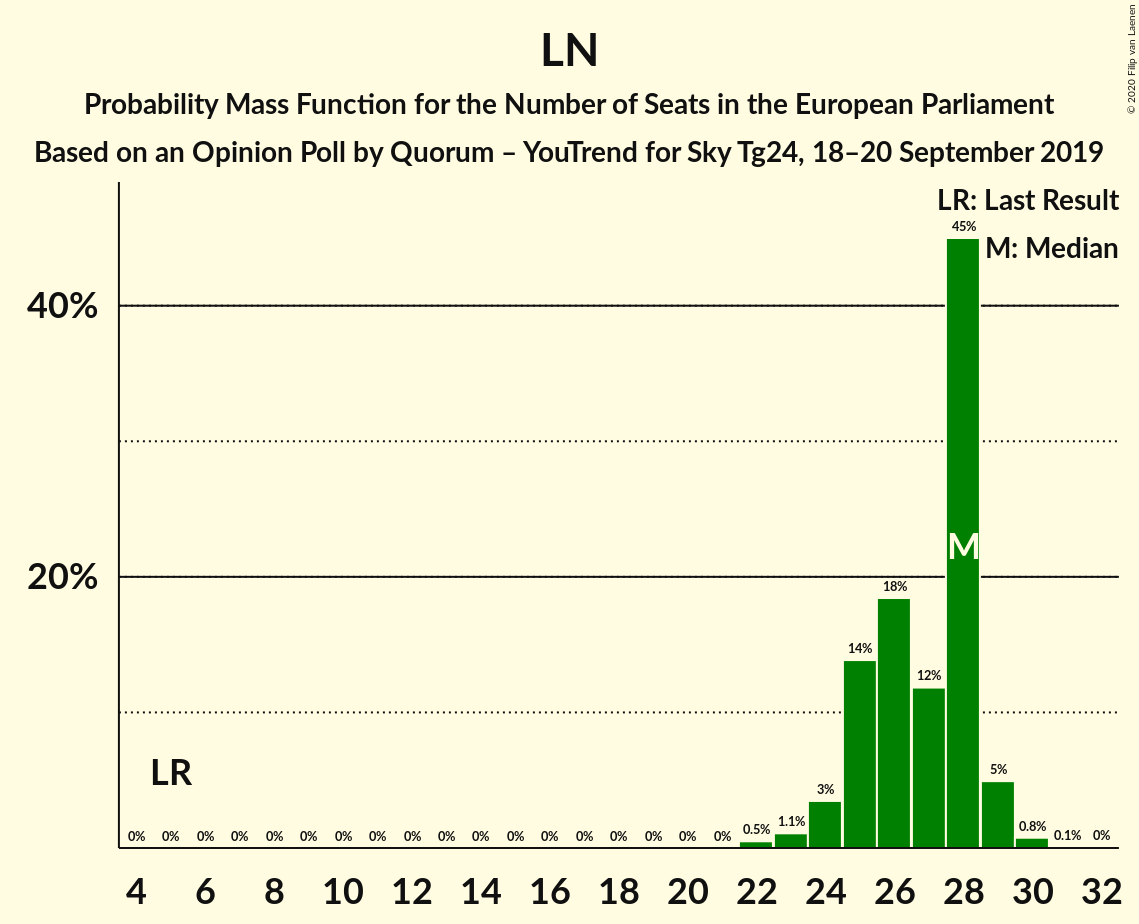 LN
Probability Mass Function for the Number of Seats in the European Parliament
Based on an Opinion Poll by Quorum – YouTrend for Sky Tg24, 18–20 September 2019
© 2020 Filip van Laenen
LR: Last Result
M: Median
45%
40%
M
20%
18%
14%
12%
LR
5%
3%
0% 0% 0% 0% 0% 0% 0% 0% 0% 0% 0% 0% 0% 0% 0% 0% 0% 0% 0.5% 1.1% 0.8% 0.1% 0%
4 6 8 10 12 14 16 18 20 22 24 26 28 30 32